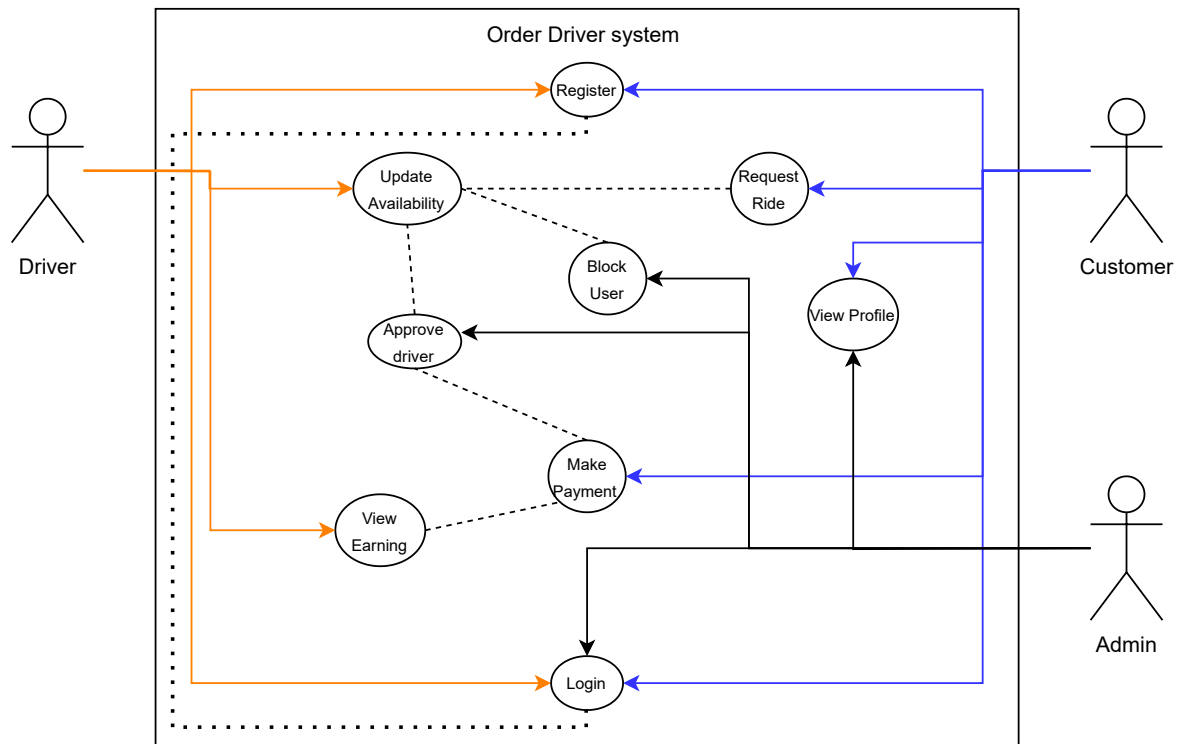 Order Driver system
Register
Update
Availability
Request
Ride
Block
User
Driver
Customer
View Profile
Approve
driver
Make
Payment
View
Earning
Admin
Login